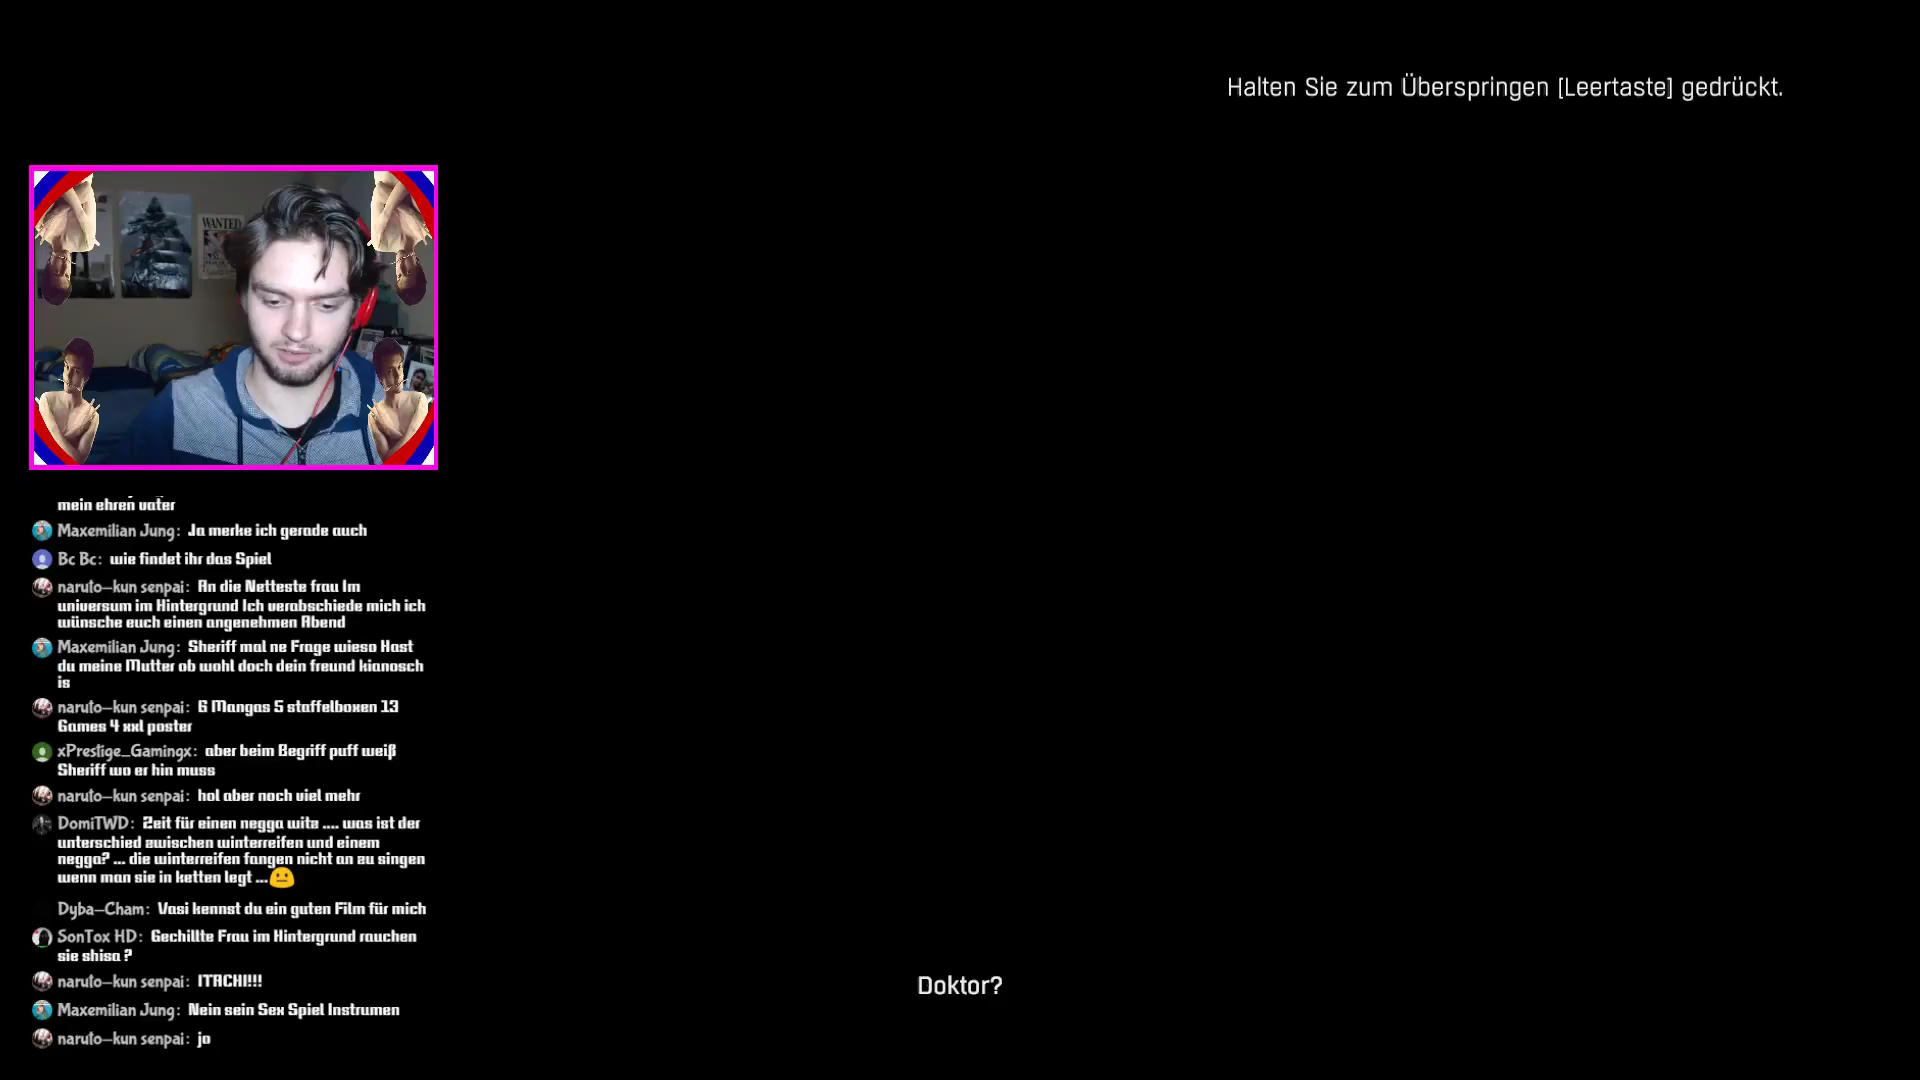 Halten Sie zum Überspringen [Leertaste] gedrückt.
WANTED
mein ehren vater
Maxemilian Jung: Ja merke ich gerade auch
Bc Bc: wie findet ihr das Spiel
naruto-kun senpai: An die Netteste frau Im
universum im Hintergrund Ich verabschiede mich ich
wünsche euch einen angenehmen Abend
Maxemilian Jung: Sheriff mal ne Frage wieso Hast
du meine Mutter ob wohl doch dein freund kianosch
is
naruto-kun senpai: 6 Mangas 5 staffelboxen 13
Games 4 xxl poster
xPrestige_Gamingx: aber beim Begriff puff weiß
Sheriff wo er hin muss
naruto-kun senpai: hol aber noch viel mehr
DomiTWD: Zeit für einen negga witz .... was ist der
unterschied zwischen winterreifen und einem
negga? ... die winterreifen fangen nicht an zu singen
wenn man sie in ketten legt ...😐
Dyba-Cham: Vasi kennst du ein guten Film für mich
SonTox HD: Gechillte Frau im Hintergrund rauchen
sie shisa ?
naruto-kun senpai: ITACHI!!!
Maxemilian Jung: Nein sein Sex Spiel Instrumen
naruto-kun senpai: jo
Doktor?